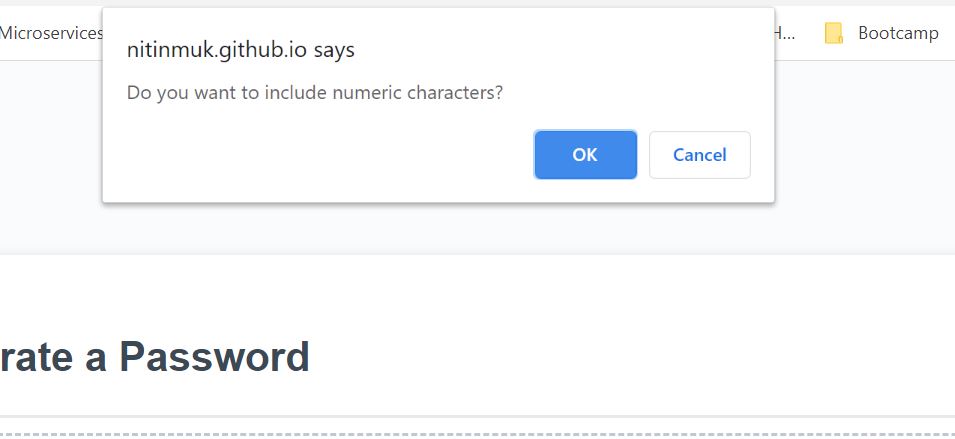 Microservices
nitinmuk.github.io says
H...
Bootcamp
Do you want to include numeric characters?
OK
Cancel
rate a Password